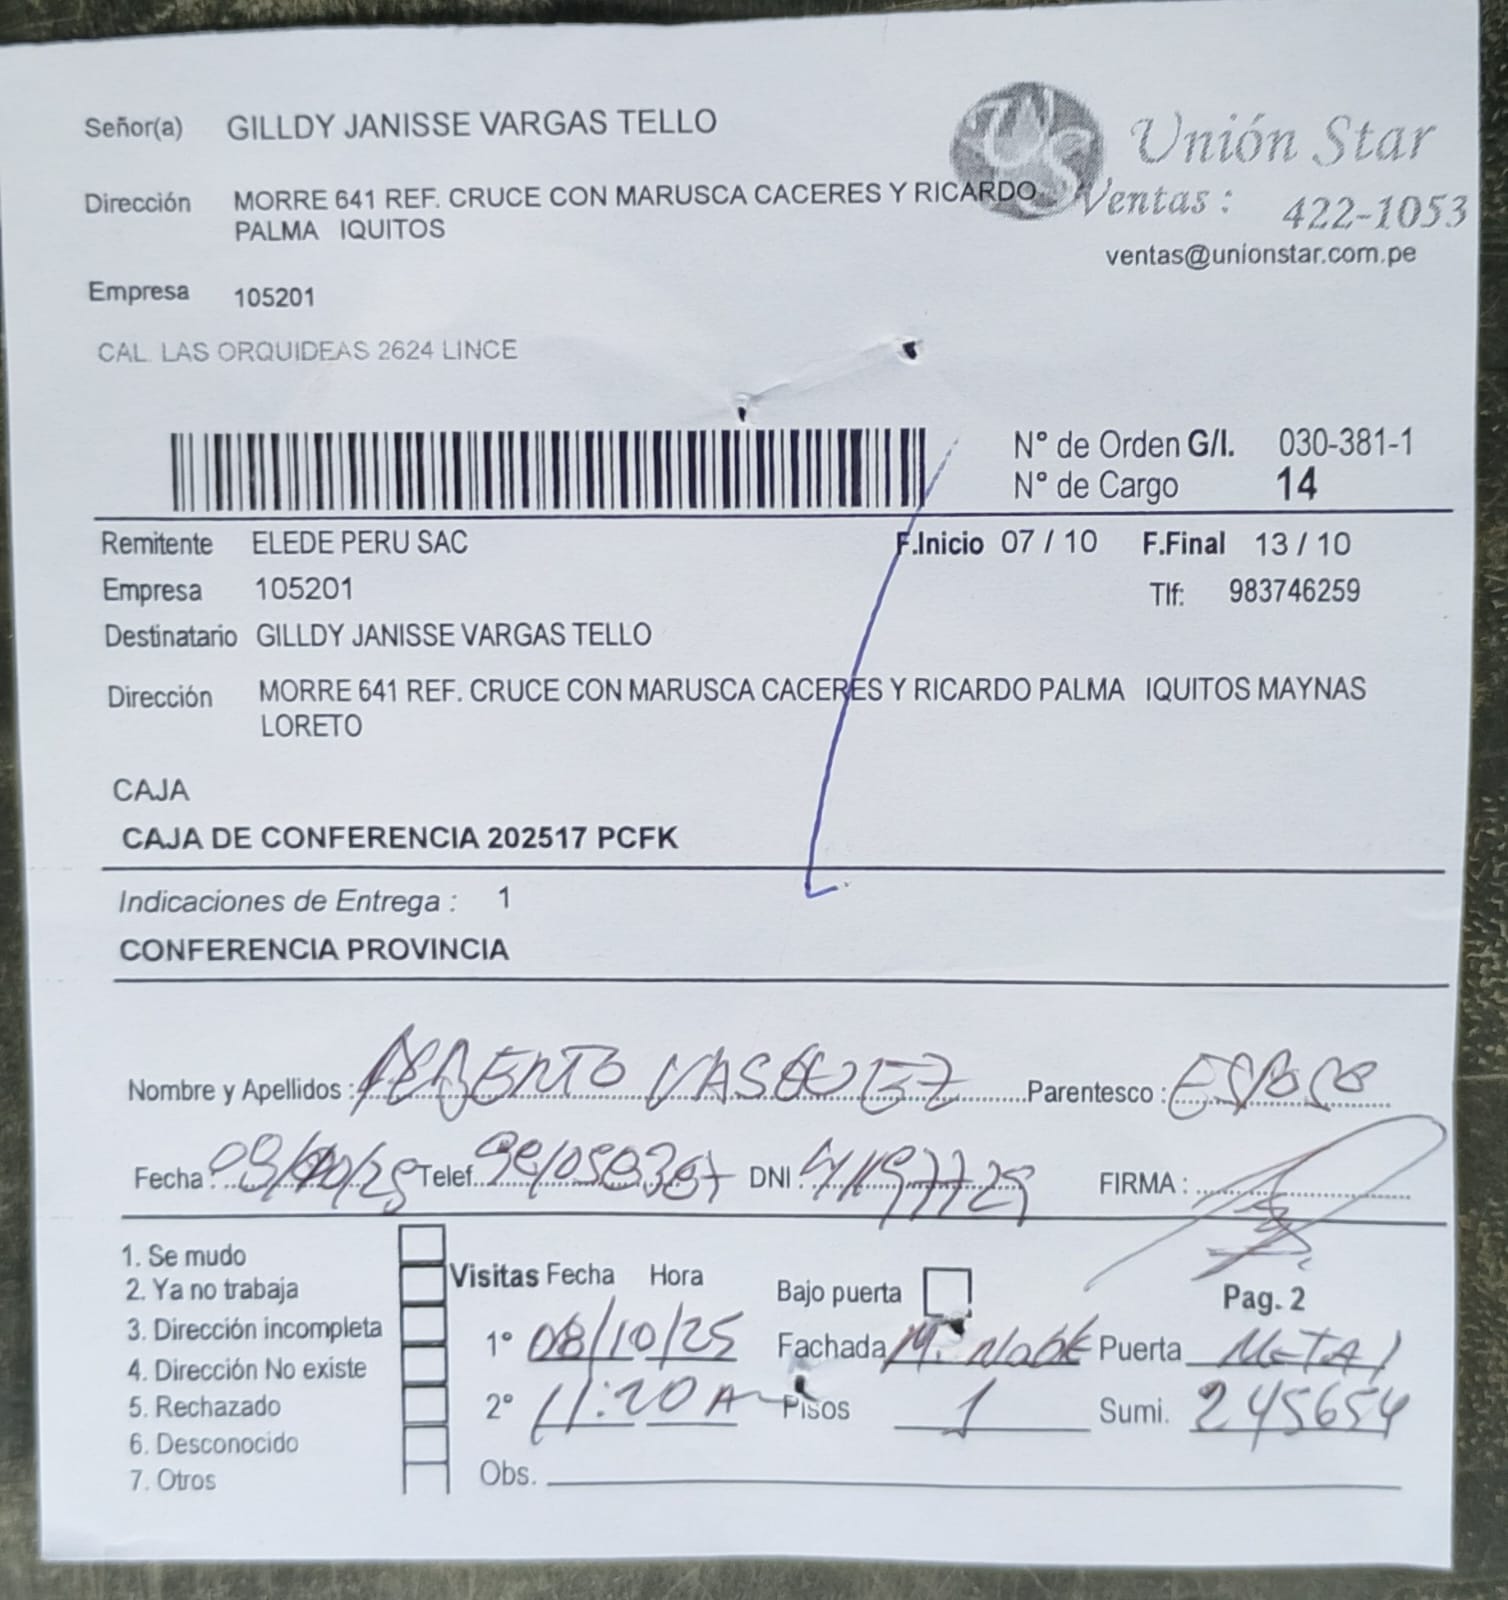 Señor(a) GILLDY JANISSE VARGAS TELLO
Unión Star
Dirección MORRE 641 REF. CRUCE CON MARUSCA CACERES Y RICARDO
PALMA IQUITOS
Ventas : 422-1053
ventas@unionstar.com.pe
Empresa 105201
CAL. LAS ORQUIDEAS 2624 LINCE
N° de Orden G/I. 030-381-1
N° de Cargo 14
Remitente ELEDE PERU SAC F.Inicio 07 / 10 F.Final 13 / 10
Empresa 105201 Tlf: 983746259
Destinatario GILLDY JANISSE VARGAS TELLO
Dirección MORRE 641 REF. CRUCE CON MARUSCA CACERES Y RICARDO PALMA IQUITOS MAYNAS
LORETO
CAJA
CAJA DE CONFERENCIA 202517 PCFK
Indicaciones de Entrega : 1
CONFERENCIA PROVINCIA
Nombre y Apellidos : VASQUEZ Parentesco : ESPOSO
Fecha : Telef. DNI : FIRMA :
1. Se mudo
2. Ya no trabaja
3. Dirección incompleta
4. Dirección No existe
5. Rechazado
6. Desconocido
7. Otros
Visitas Fecha Hora Bajo puerta Pag. 2
1° 08/10/25 Fachada M. Noble Puerta METAL
2° 11:20 A Pisos 1 Sumi. 245654
Obs.